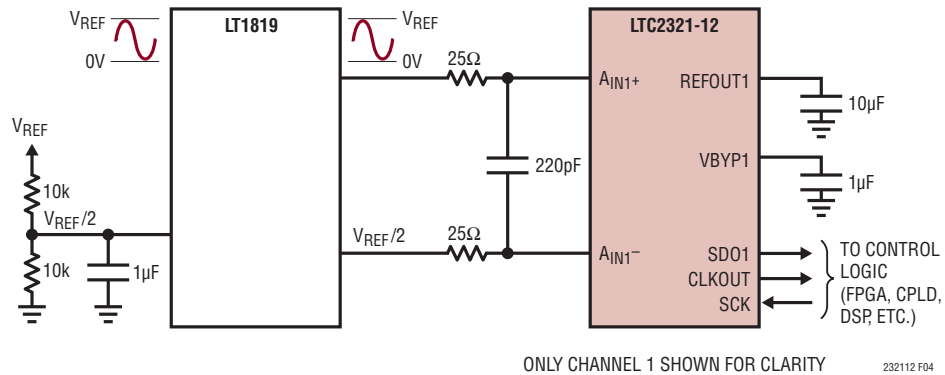 VREF
0V
LT1819
VREF
0V
25Ω
LTC2321-12
AIN1+
REFOUT1
10µF
VREF
10k
VREF/2
10k
1µF
220pF
VBYP1
1µF
VREF/2
25Ω
AIN1–
SDO1
CLKOUT
SCK
TO CONTROL
LOGIC
(FPGA, CPLD,
DSP, ETC.)
ONLY CHANNEL 1 SHOWN FOR CLARITY
232112 F04